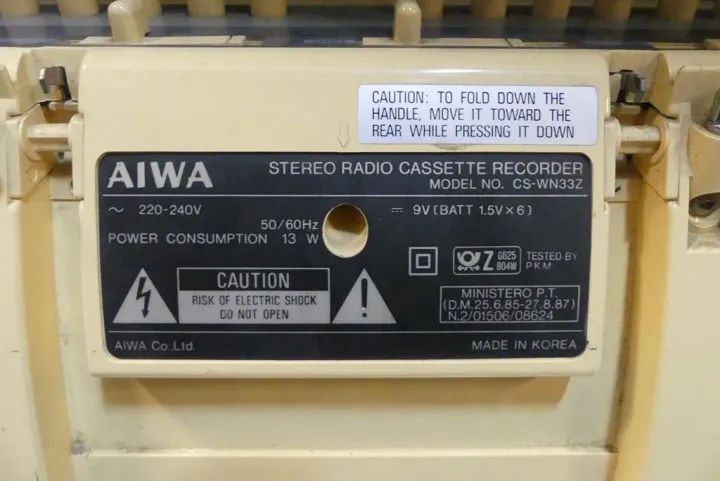 CAUTION: TO FOLD DOWN THE
HANDLE, MOVE IT TOWARD THE
REAR WHILE PRESSING IT DOWN
AIWA
STEREO RADIO CASSETTE RECORDER
MODEL NO. CS-WN33Z
~ 220-240V
50/60Hz
POWER CONSUMPTION 13 W
⎓ 9V (BATT 1.5V×6)
Z G625
B04W
TESTED BY
P.K.M
CAUTION
RISK OF ELECTRIC SHOCK
DO NOT OPEN
MINISTERO P.T.
(D.M.25.6.85-27.8.87)
N.2/01506/08624
AIWA Co.,Ltd.
MADE IN KOREA